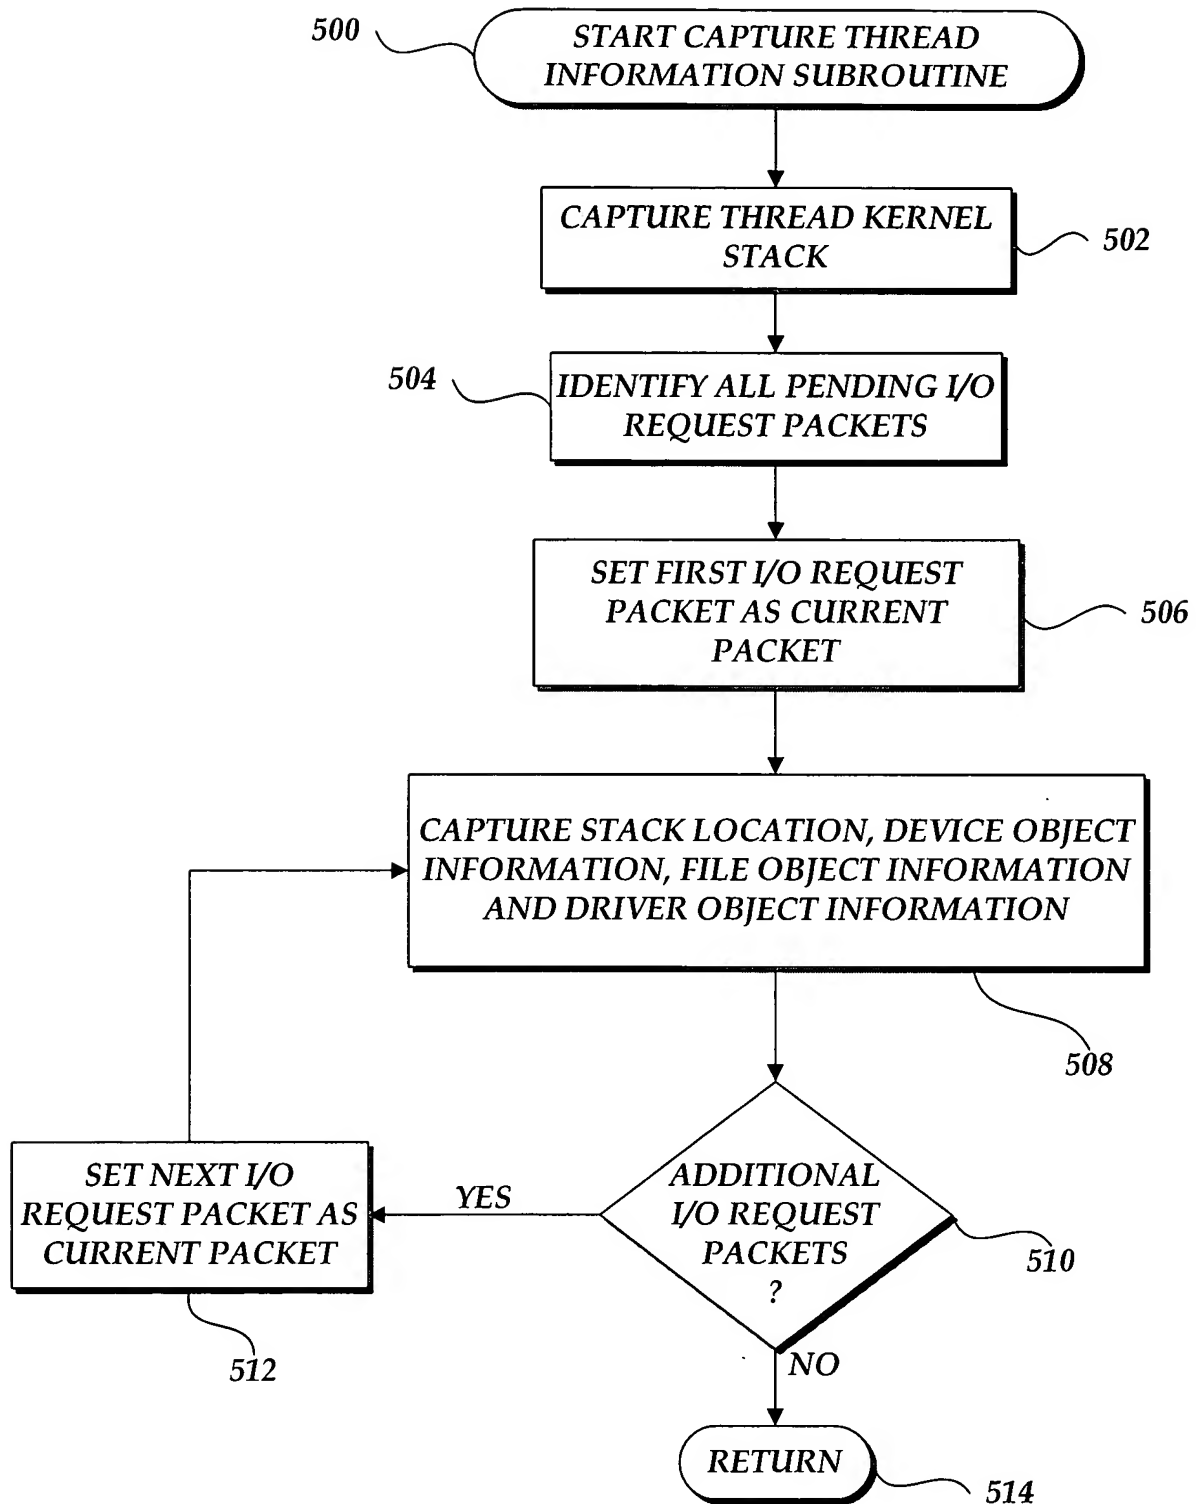 500
START CAPTURE THREAD
INFORMATION SUBROUTINE
CAPTURE THREAD KERNEL
STACK
502
504
IDENTIFY ALL PENDING I/O
REQUEST PACKETS
SET FIRST I/O REQUEST
PACKET AS CURRENT
PACKET
506
CAPTURE STACK LOCATION, DEVICE OBJECT
INFORMATION, FILE OBJECT INFORMATION
AND DRIVER OBJECT INFORMATION
508
ADDITIONAL
I/O REQUEST
PACKETS
?
510
YES
SET NEXT I/O
REQUEST PACKET AS
CURRENT PACKET
512
NO
RETURN
514